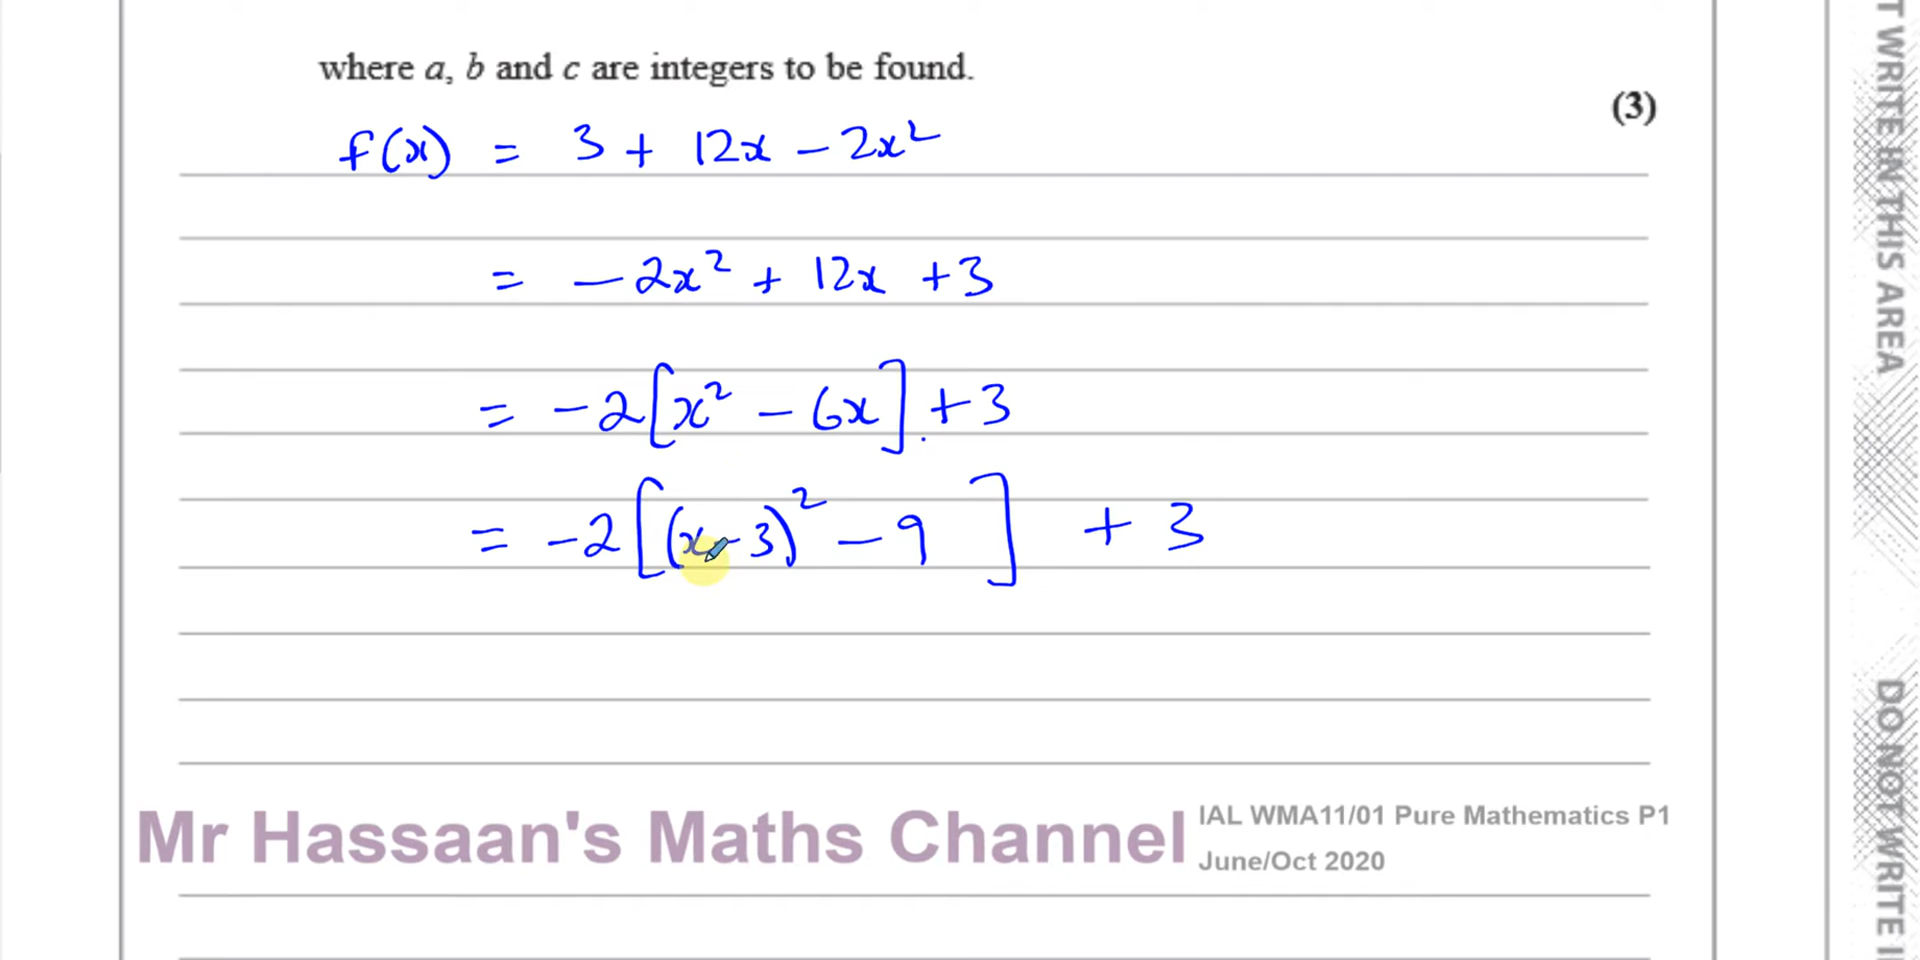 where a, b and c are integers to be found.
(3)
f(x) = 3 + 12x - 2x²
= -2x² + 12x + 3
= -2[x² - 6x] + 3
= -2[(x-3)² - 9] + 3
Mr Hassaan's Maths Channel
IAL WMA11/01 Pure Mathematics P1
June/Oct 2020
T WRITE IN THIS AREA
DO NOT WRITE I